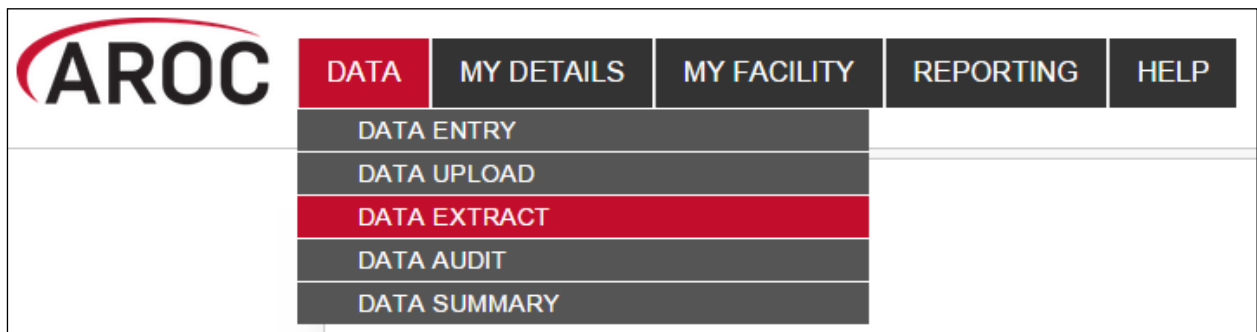 AROC DATA MY DETAILS MY FACILITY REPORTING HELP
DATA ENTRY
DATA UPLOAD
DATA EXTRACT
DATA AUDIT
DATA SUMMARY